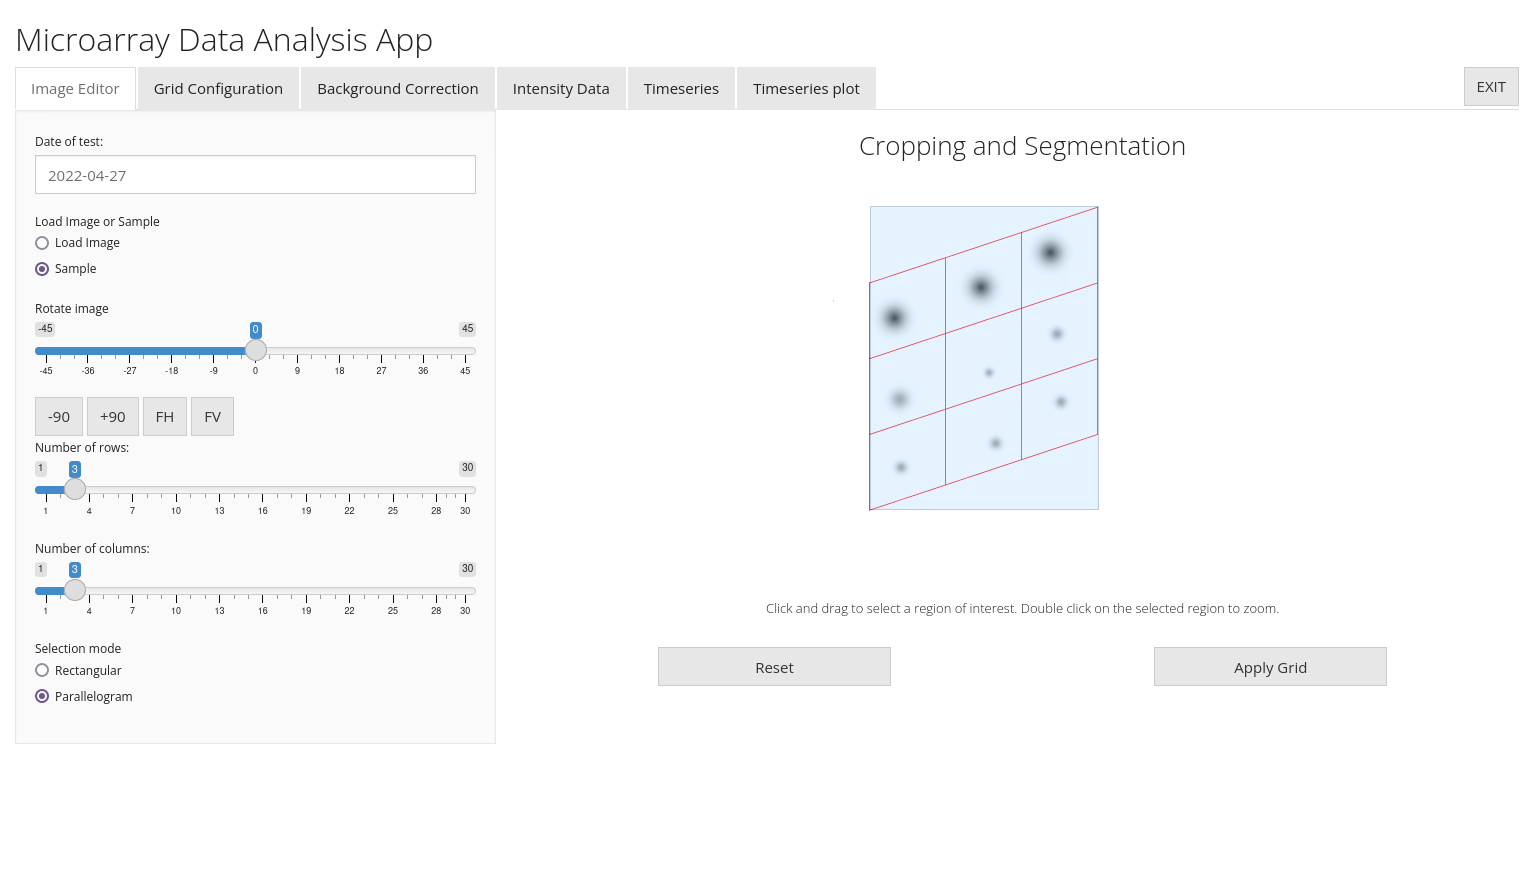 Microarray Data Analysis App
Image Editor Grid Configuration Background Correction Intensity Data Timeseries Timeseries plot EXIT
Date of test:
2022-04-27
Load Image or Sample
Load Image
Sample
Rotate image
-45 0 45
-45 -36 -27 -18 -9 0 9 18 27 36 45
-90 +90 FH FV
Number of rows:
1 3 30
1 4 7 10 13 16 19 22 25 28 30
Number of columns:
1 3 30
1 4 7 10 13 16 19 22 25 28 30
Selection mode
Rectangular
Parallelogram
Cropping and Segmentation
Click and drag to select a region of interest. Double click on the selected region to zoom.
Reset Apply Grid